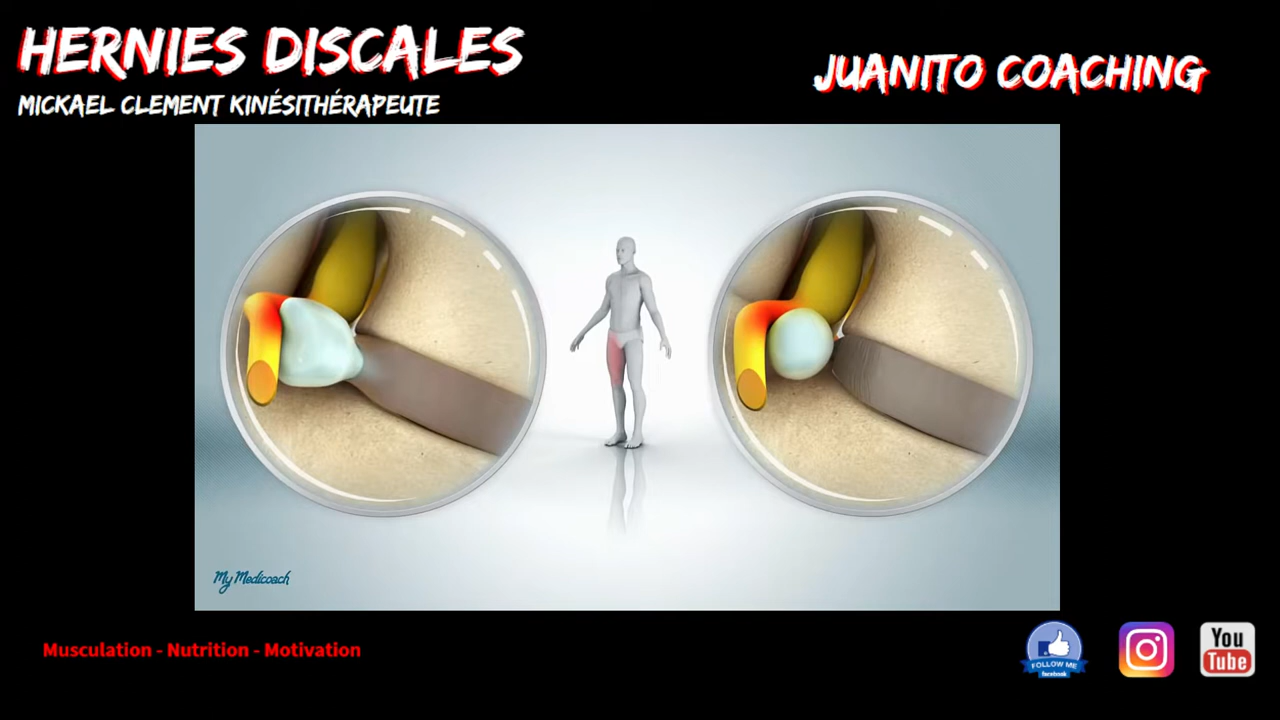 HERNIES DISCALES
MICKAEL CLEMENT KINÉSITHÉRAPEUTE
JUANITO COACHING
My Medicoach
Musculation - Nutrition - Motivation
FOLLOW ME
facebook
You
Tube